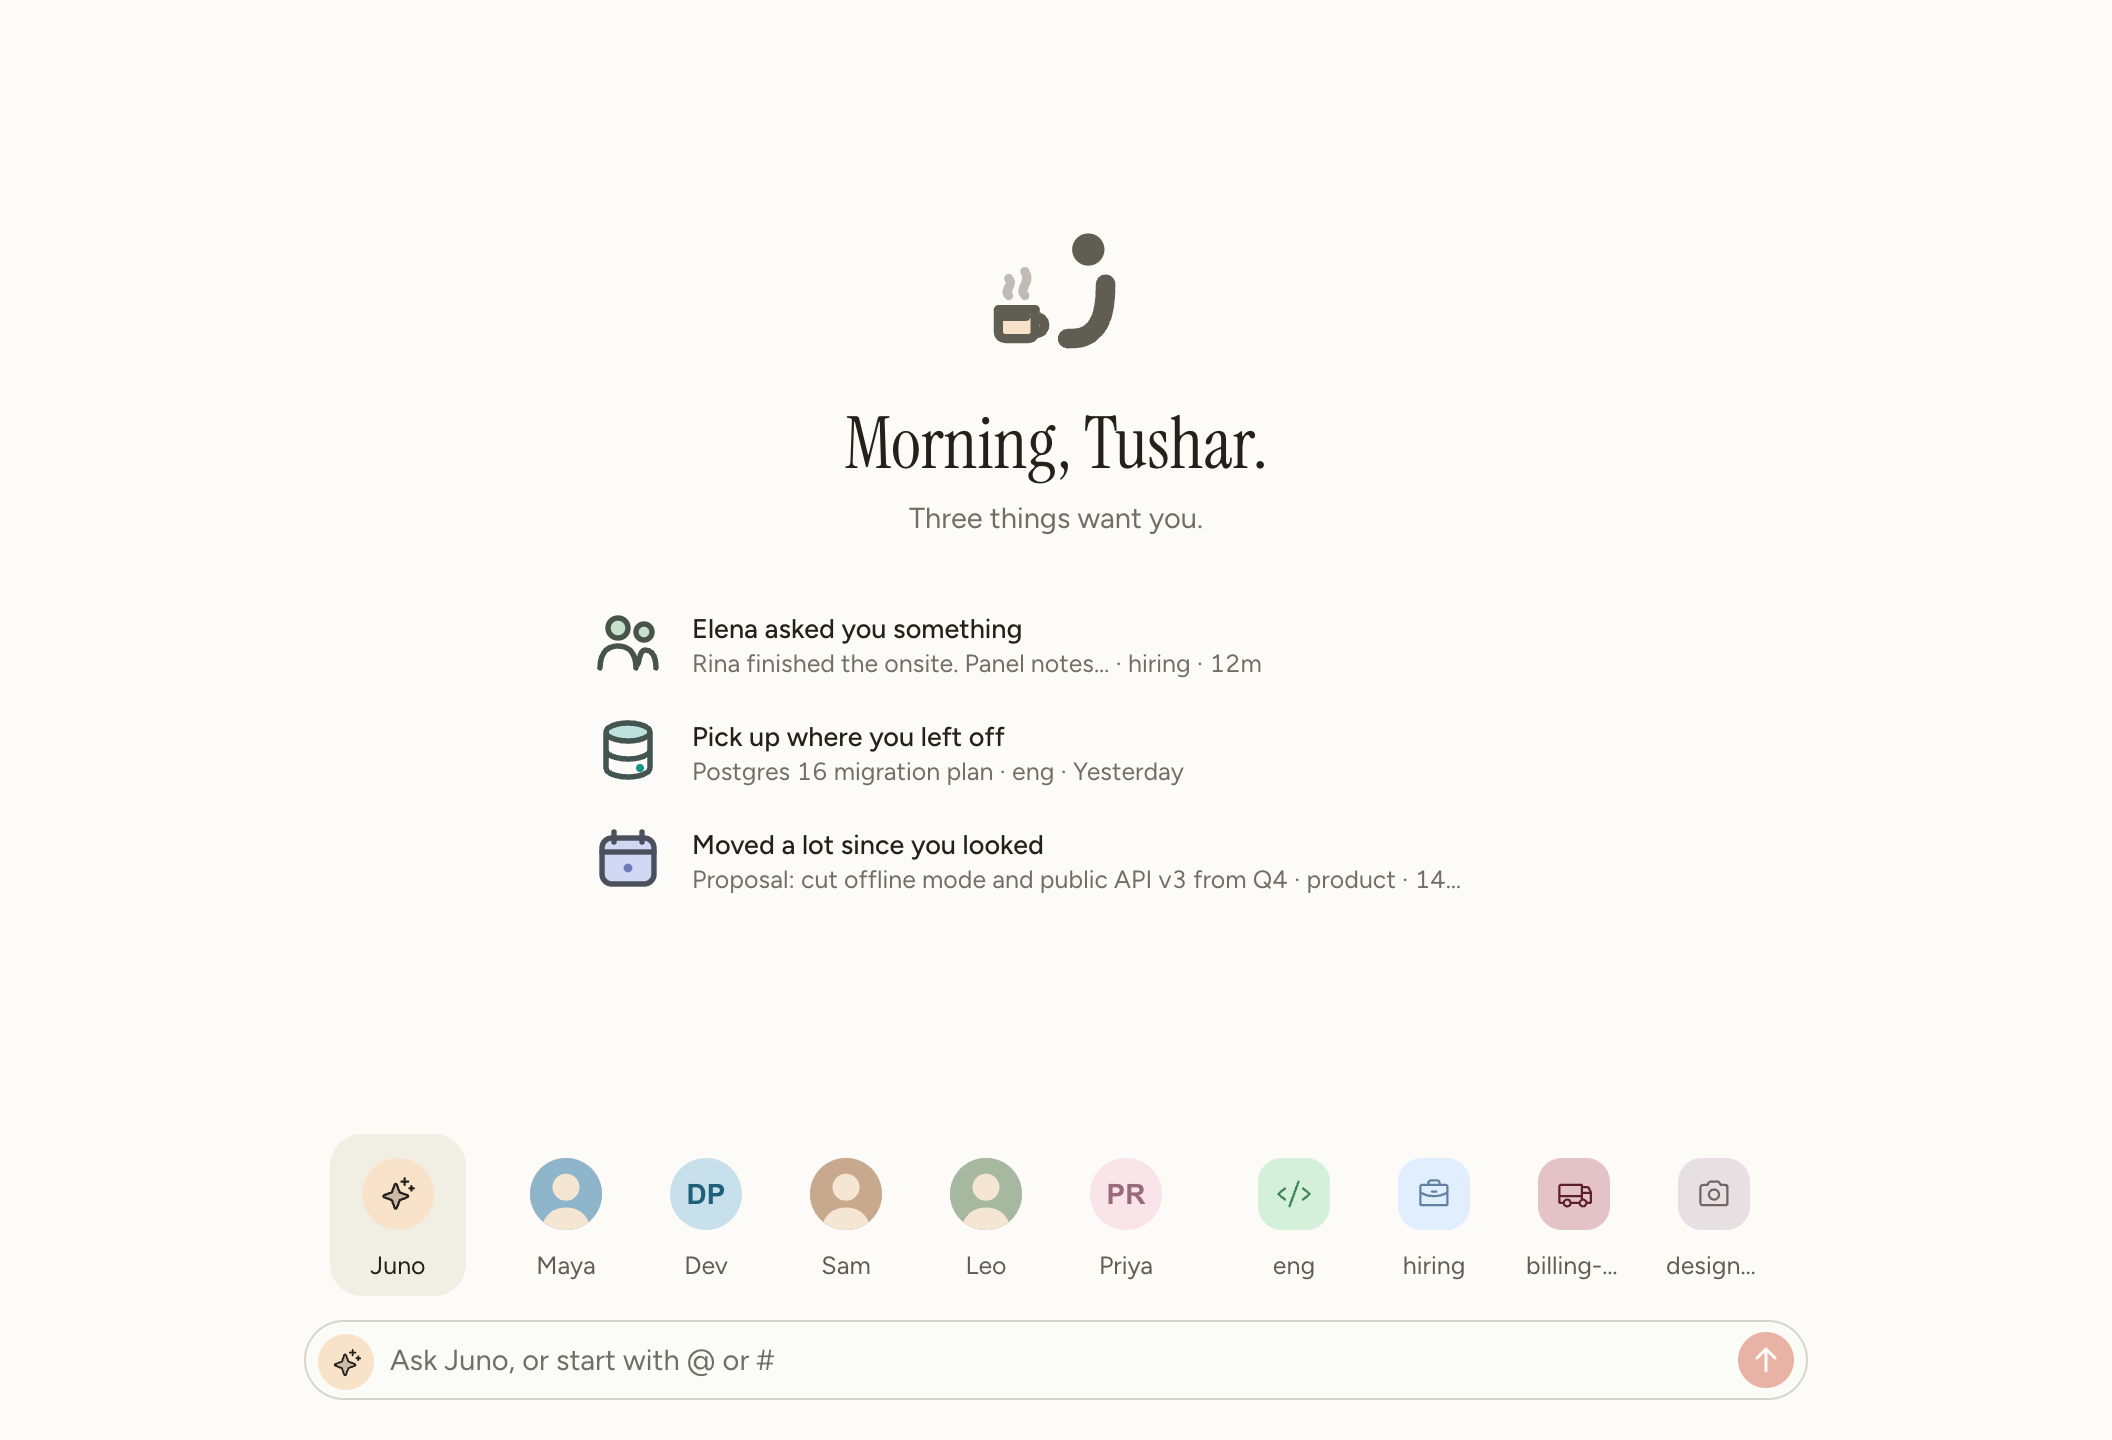 Morning, Tushar.
Three things want you.
Elena asked you something
Rina finished the onsite. Panel notes... · hiring · 12m
Pick up where you left off
Postgres 16 migration plan · eng · Yesterday
Moved a lot since you looked
Proposal: cut offline mode and public API v3 from Q4 · product · 14...
DP
PR
Juno
Maya
Dev
Sam
Leo
Priya
eng
hiring
billing-...
design...
Ask Juno, or start with @ or #